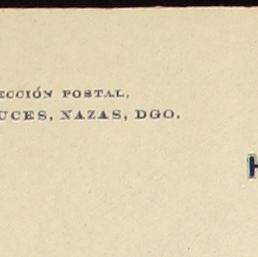 ECCIÓN POSTAL,
UCES, NAZAS, DGO.
H